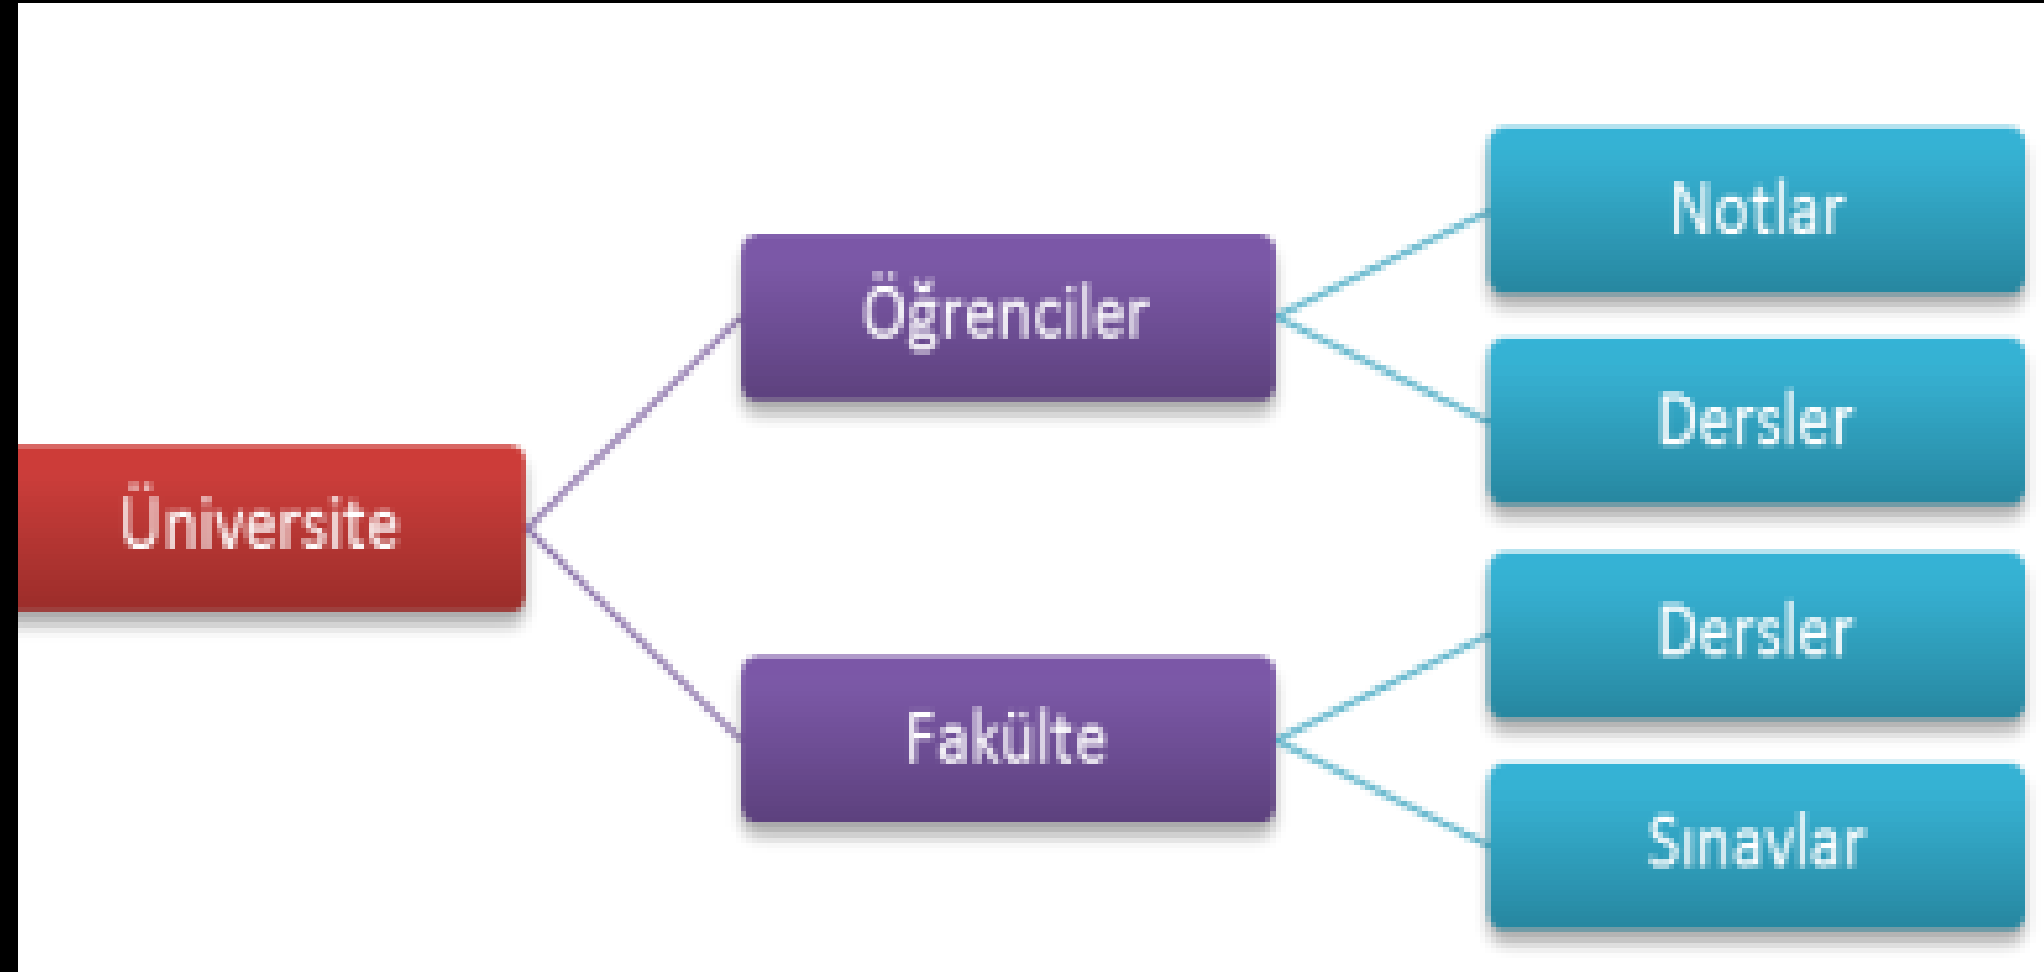 Üniversite
Öğrenciler
Fakülte
Notlar
Dersler
Dersler
Sınavlar